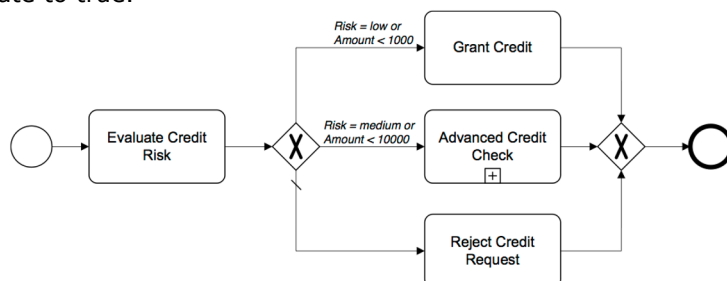 ate to true.
Risk = low or
Amount < 1000
Grant Credit
Evaluate Credit
Risk
X
Risk = medium or
Amount < 10000
Advanced Credit
Check
+
X
Reject Credit
Request